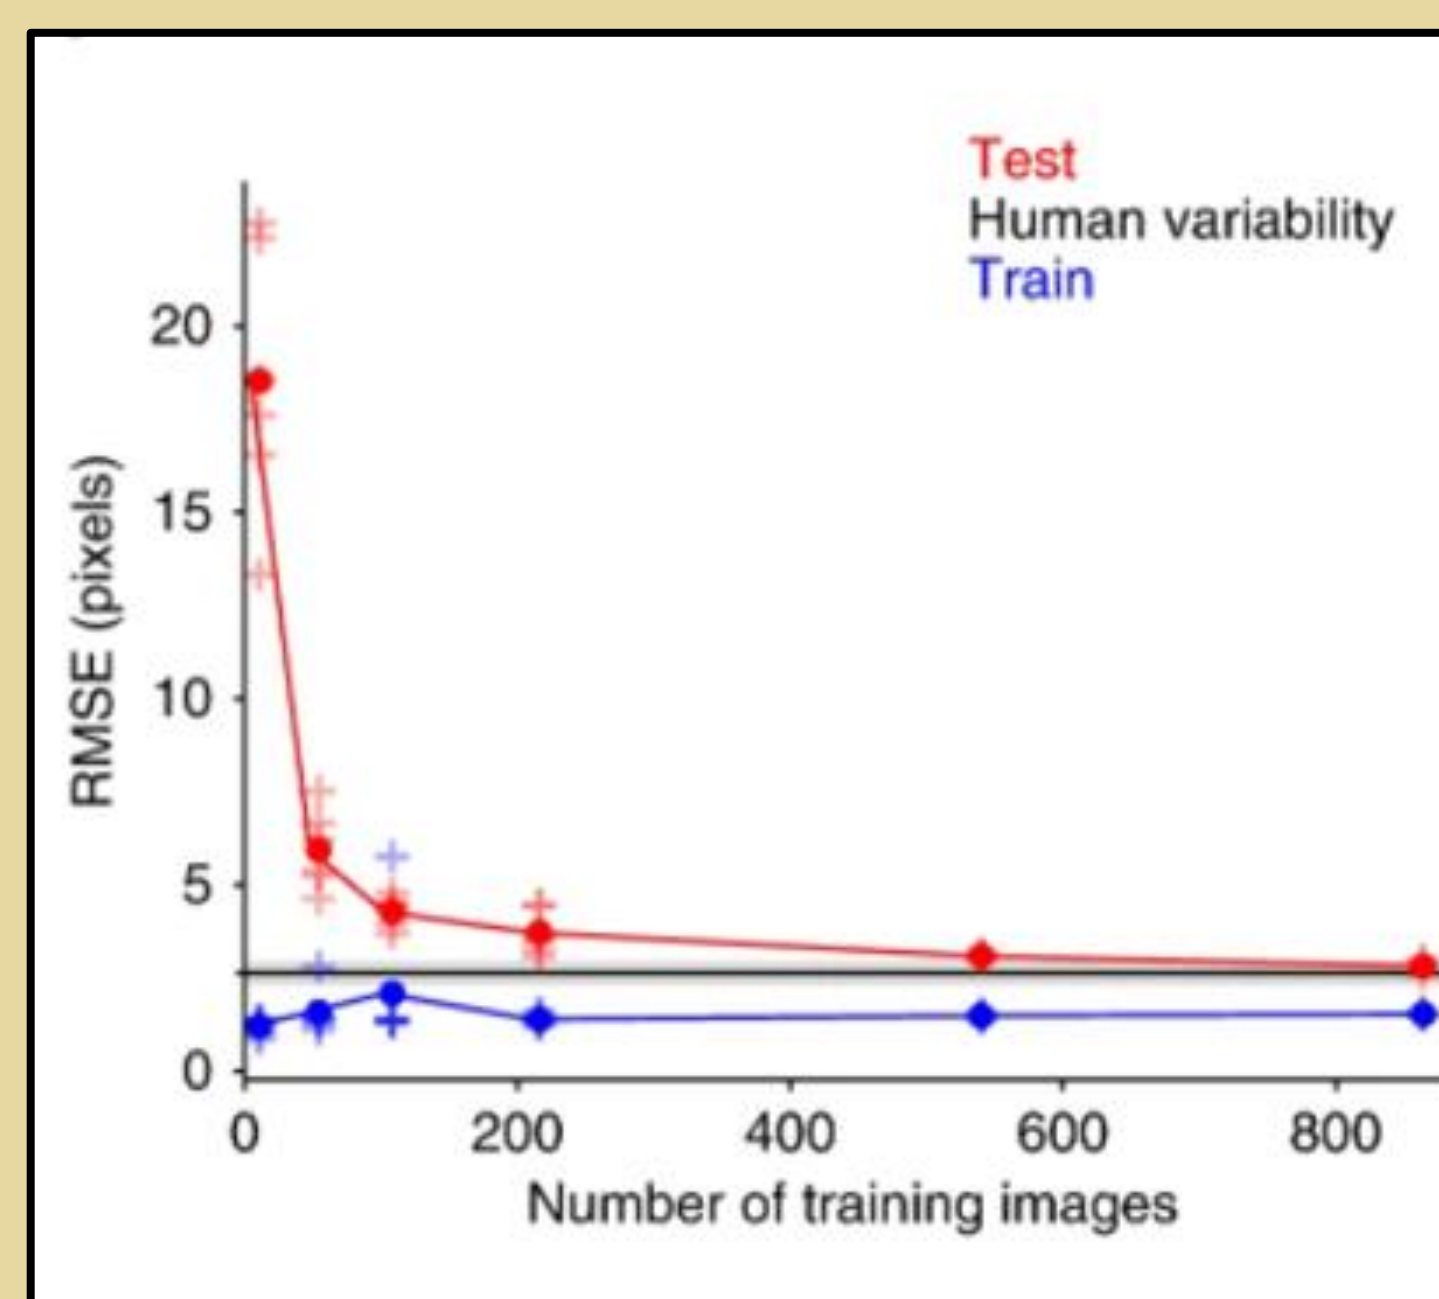 Test
Human variability
Train
20
15
10
5
0
RMSE (pixels)
0 200 400 600 800
Number of training images